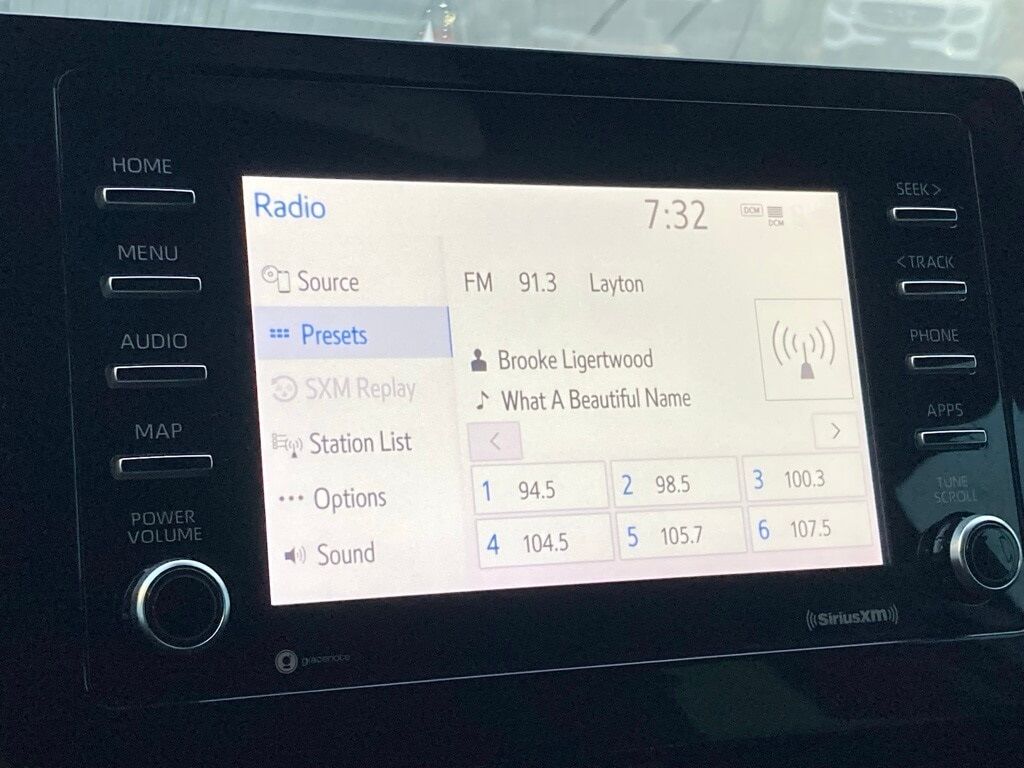 HOME
MENU
AUDIO
MAP
POWER
VOLUME
Radio
7:32
DCM
DCM
Source
Presets
SXM Replay
Station List
Options
Sound
FM 91.3 Layton
Brooke Ligertwood
What A Beautiful Name
<
>
1 94.5
2 98.5
3 100.3
4 104.5
5 105.7
6 107.5
SEEK >
< TRACK
PHONE
APPS
TUNE
SCROLL
((SiriusXM))
gracenote